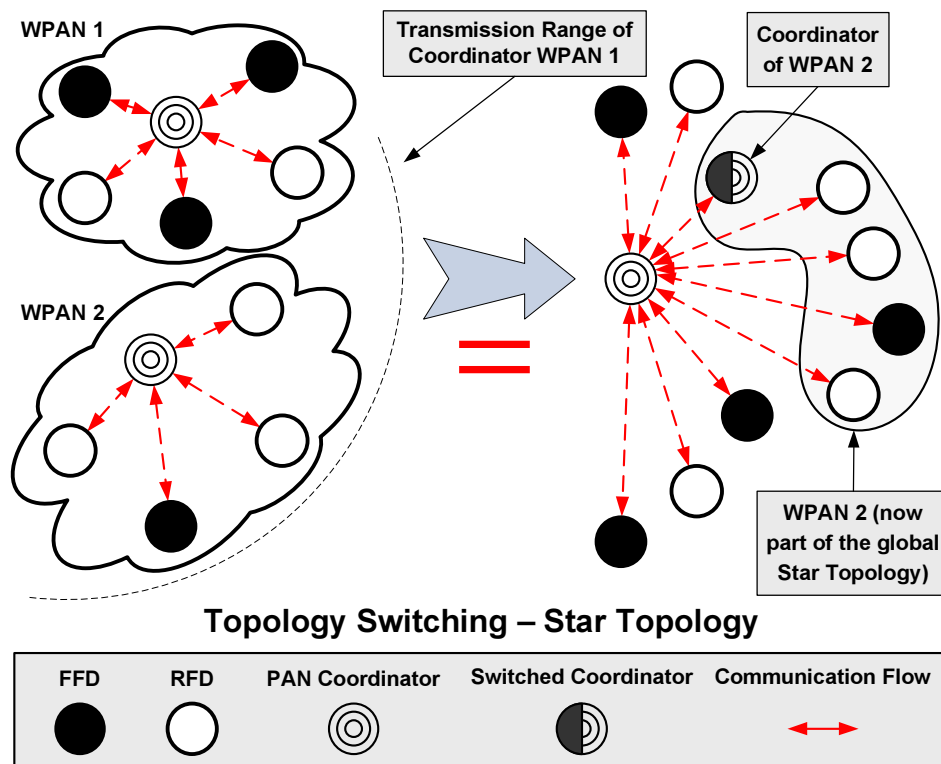 WPAN 1
Transmission Range of
Coordinator WPAN 1
Coordinator
of WPAN 2
WPAN 2
WPAN 2 (now
part of the global
Star Topology)
Topology Switching – Star Topology
FFD
RFD
PAN Coordinator
Switched Coordinator
Communication Flow